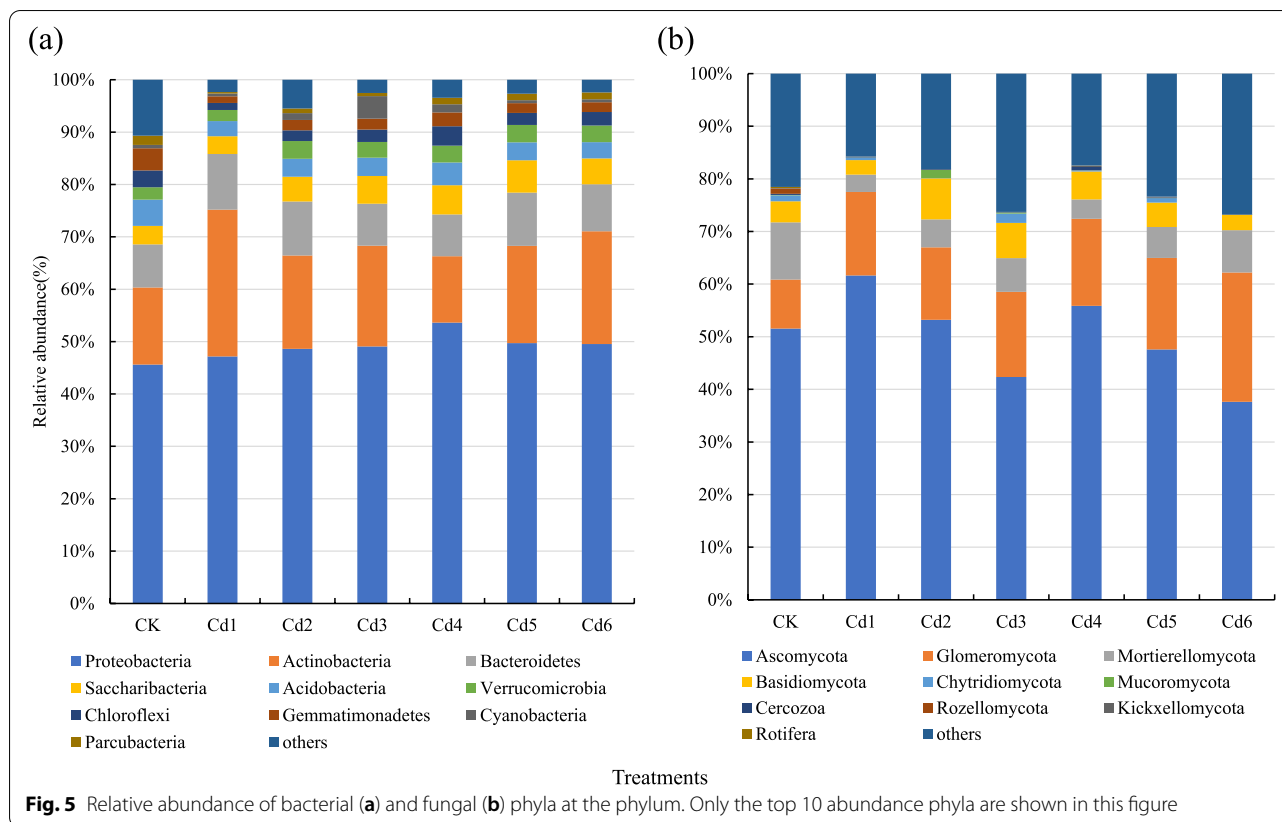 (a)
(b)
100%
90%
80%
70%
60%
50%
40%
30%
20%
10%
0%
Relative abundance(%)
CK Cd1 Cd2 Cd3 Cd4 Cd5 Cd6
Proteobacteria Actinobacteria Bacteroidetes
Saccharibacteria Acidobacteria Verrucomicrobia
Chloroflexi Gemmatimonadetes Cyanobacteria
Parcubacteria others
100%
90%
80%
70%
60%
50%
40%
30%
20%
10%
0%
CK Cd1 Cd2 Cd3 Cd4 Cd5 Cd6
Ascomycota Glomeromycota Mortierellomycota
Basidiomycota Chytridiomycota Mucoromycota
Cercozoa Rozellomycota Kickxellomycota
Rotifera others
Treatments
Fig. 5 Relative abundance of bacterial (a) and fungal (b) phyla at the phylum. Only the top 10 abundance phyla are shown in this figure